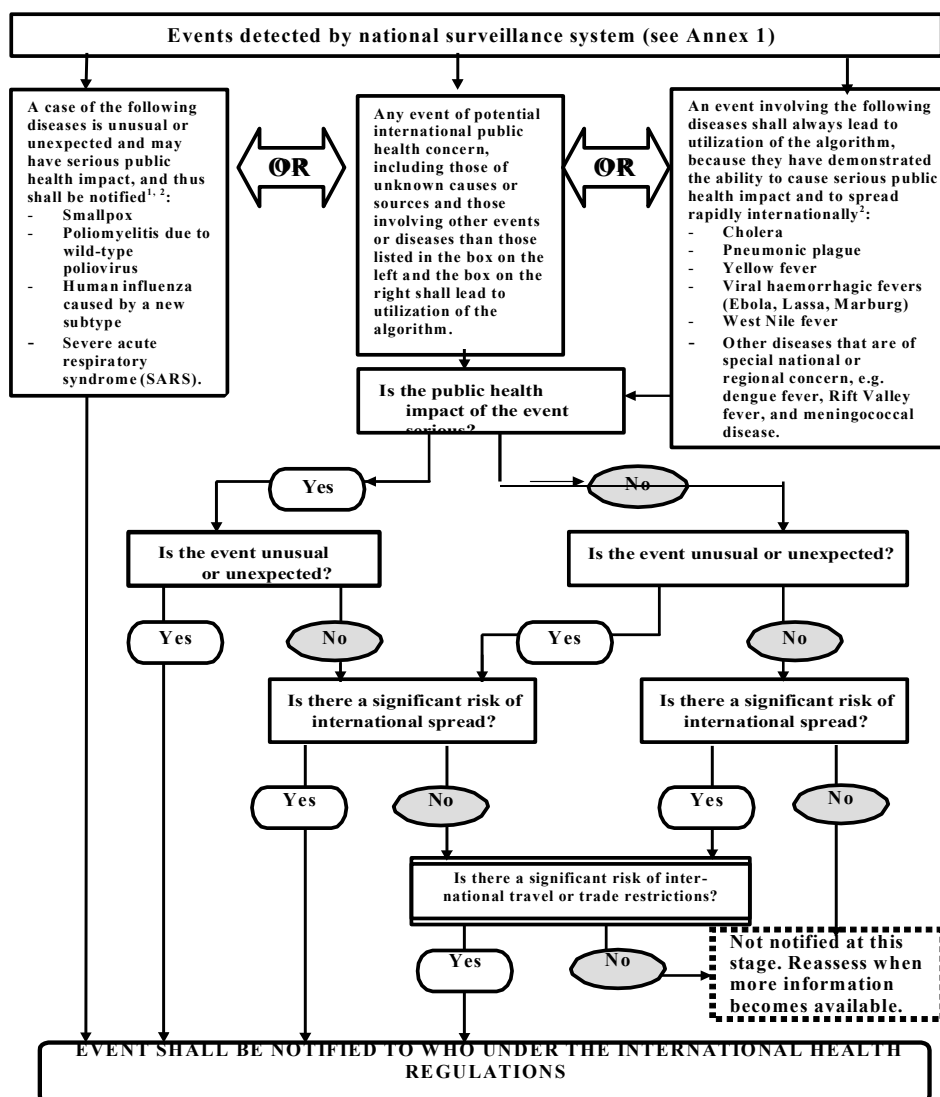 Events detected by national surveillance system (see Annex 1)
A case of the following
diseases is unusual or
unexpected and may
have serious public
health impact, and thus
shall be notified1, 2:
- Smallpox
- Poliomyelitis due to
wild-type
poliovirus
- Human influenza
caused by a new
subtype
- Severe acute
respiratory
syndrome (SARS).
OR
Any event of potential
international public
health concern,
including those of
unknown causes or
sources and those
involving other events
or diseases than those
listed in the box on the
left and the box on the
right shall lead to
utilization of the
algorithm.
OR
An event involving the following
diseases shall always lead to
utilization of the algorithm,
because they have demonstrated
the ability to cause serious public
health impact and to spread
rapidly internationally2:
- Cholera
- Pneumonic plague
- Yellow fever
- Viral haemorrhagic fevers
(Ebola, Lassa, Marburg)
- West Nile fever
- Other diseases that are of
special national or
regional concern, e.g.
dengue fever, Rift Valley
fever, and meningococcal
disease.
Is the public health
impact of the event
serious?
Yes
No
Is the event unusual
or unexpected?
Is the event unusual or unexpected?
Yes
No
Yes
No
Is there a significant risk of
international spread?
Is there a significant risk of
international spread?
Yes
No
Yes
No
Is there a significant risk of inter-
national travel or trade restrictions?
Yes
No
Not notified at this
stage. Reassess when
more information
becomes available.
EVENT SHALL BE NOTIFIED TO WHO UNDER THE INTERNATIONAL HEALTH
REGULATIONS